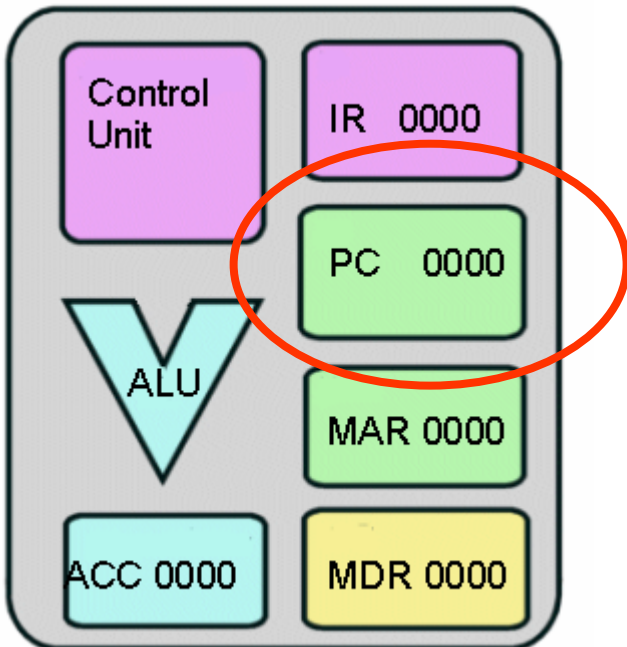 Control
Unit
IR 0000
PC 0000
ALU
MAR 0000
ACC 0000
MDR 0000